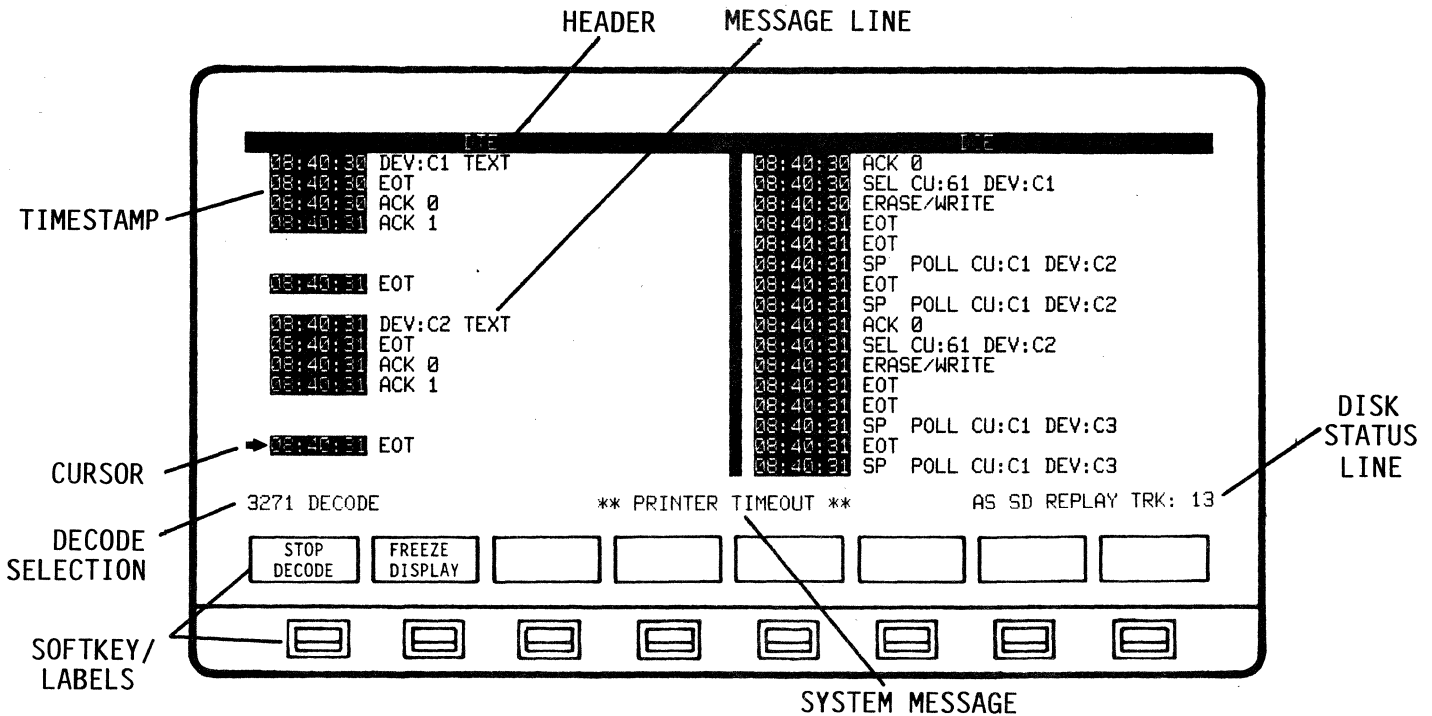 HEADER
MESSAGE LINE
08:40:30 DEV:C1 TEXT
08:40:30 EOT
08:40:30 ACK 0
08:40:31 ACK 1
08:40:31 EOT
08:40:31 DEV:C2 TEXT
08:40:31 EOT
08:40:31 ACK 0
08:40:31 ACK 1
08:40:31 EOT
08:40:30 ACK 0
08:40:30 SEL CU:61 DEV:C1
08:40:30 ERASE/WRITE
08:40:31 EOT
08:40:31 EOT
08:40:31 SP POLL CU:C1 DEV:C2
08:40:31 EOT
08:40:31 SP POLL CU:C1 DEV:C2
08:40:31 ACK 0
08:40:31 SEL CU:61 DEV:C2
08:40:31 ERASE/WRITE
08:40:31 EOT
08:40:31 EOT
08:40:31 SP POLL CU:C1 DEV:C3
08:40:31 EOT
08:40:31 SP POLL CU:C1 DEV:C3
TIMESTAMP
CURSOR
DECODE
SELECTION
DISK
STATUS
LINE
3271 DECODE
** PRINTER TIMEOUT **
AS SD REPLAY TRK: 13
STOP
DECODE
FREEZE
DISPLAY
SOFTKEY/
LABELS
SYSTEM MESSAGE